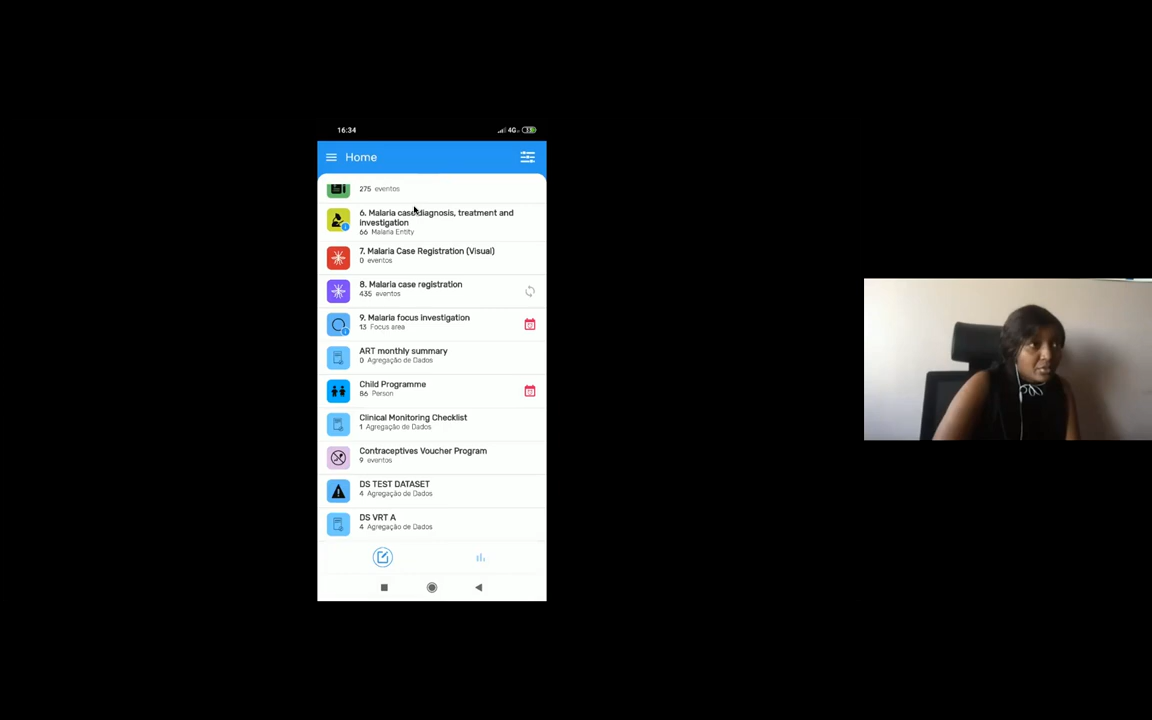 16:34
4G
Home
275 eventos
6. Malaria case diagnosis, treatment and
investigation
66 Malaria Entity
7. Malaria Case Registration (Visual)
0 eventos
8. Malaria case registration
435 eventos
9. Malaria focus investigation
13 Focus area
ART monthly summary
0 Agregação de Dados
Child Programme
86 Person
Clinical Monitoring Checklist
1 Agregação de Dados
Contraceptives Voucher Program
9 eventos
DS TEST DATASET
4 Agregação de Dados
DS VRT A
4 Agregação de Dados